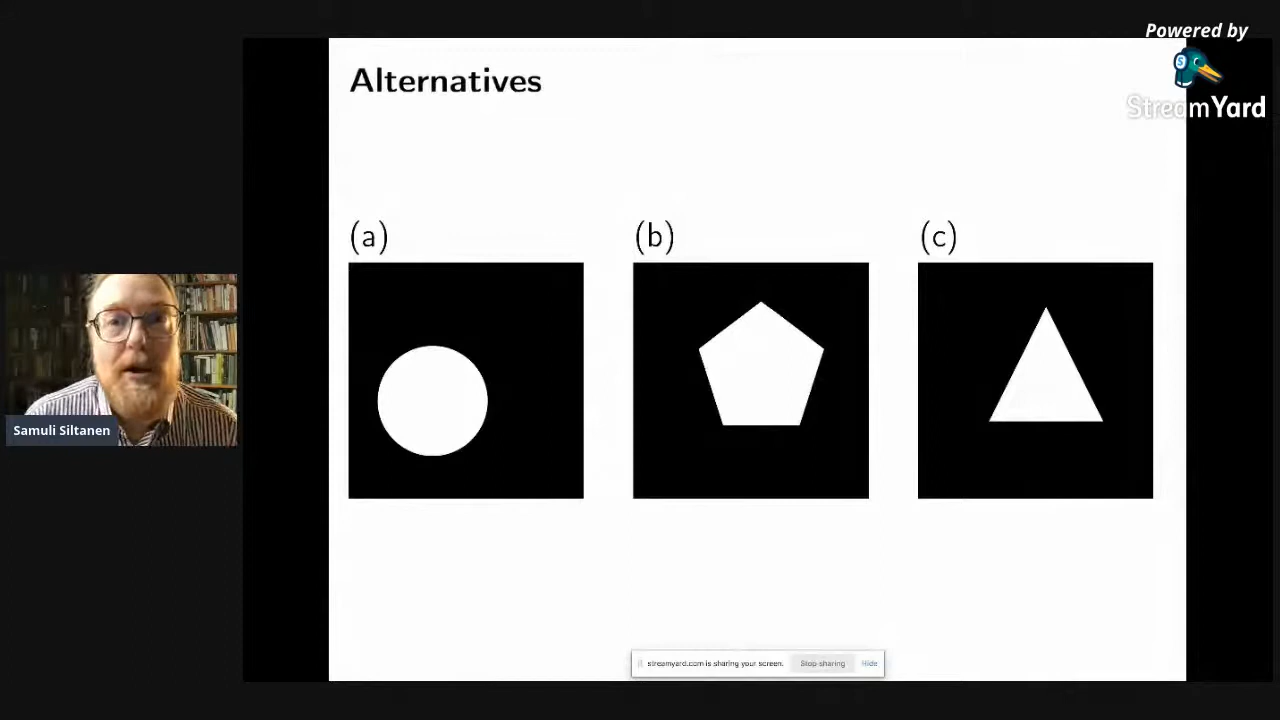 Powered by
StreamYard
Alternatives
(a)
(b)
(c)
Samuli Siltanen
streamyard.com is sharing your screen.
Stop sharing
Hide